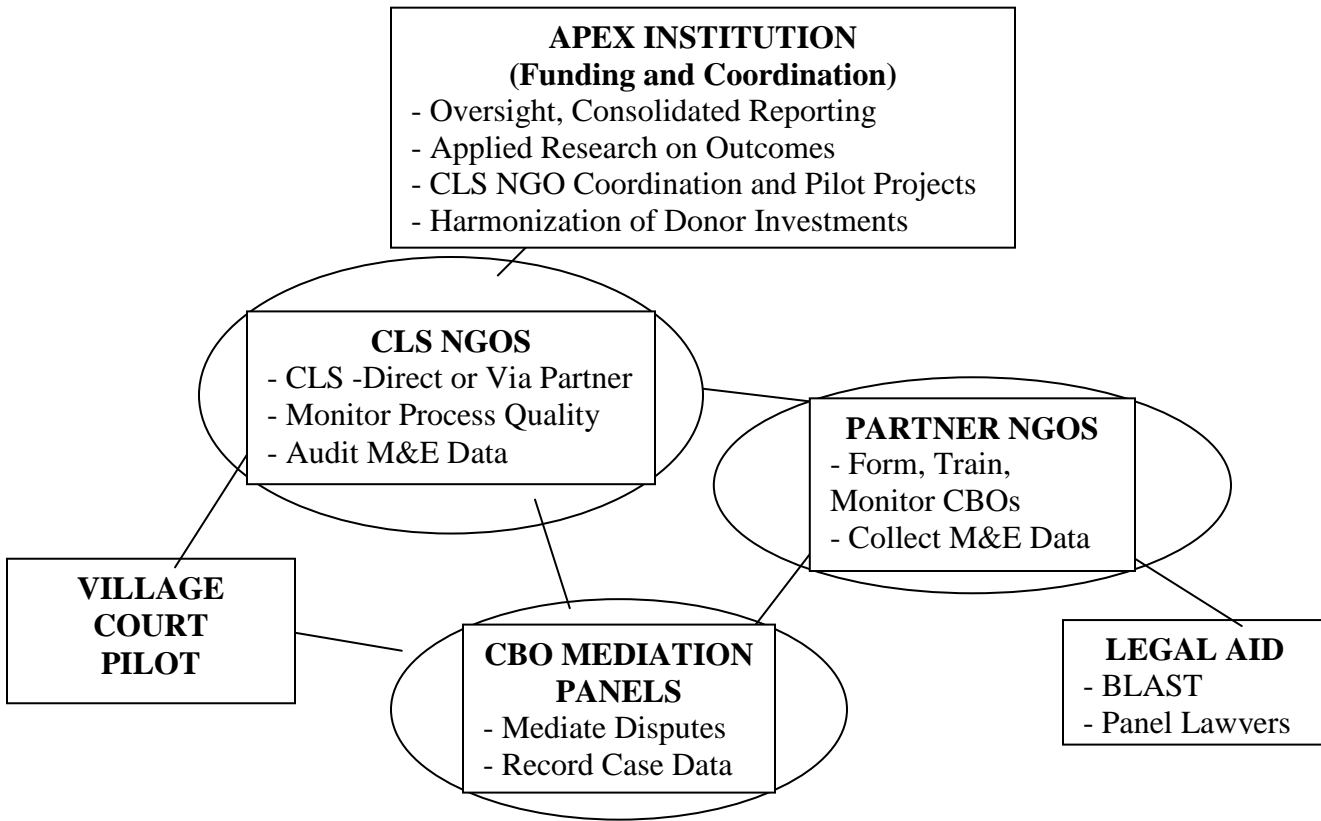 APEX INSTITUTION
(Funding and Coordination)
- Oversight, Consolidated Reporting
- Applied Research on Outcomes
- CLS NGO Coordination and Pilot Projects
- Harmonization of Donor Investments
CLS NGOS
- CLS -Direct or Via Partner
- Monitor Process Quality
- Audit M&E Data
PARTNER NGOS
- Form, Train,
Monitor CBOs
- Collect M&E Data
VILLAGE
COURT
PILOT
CBO MEDIATION
PANELS
- Mediate Disputes
- Record Case Data
LEGAL AID
- BLAST
- Panel Lawyers